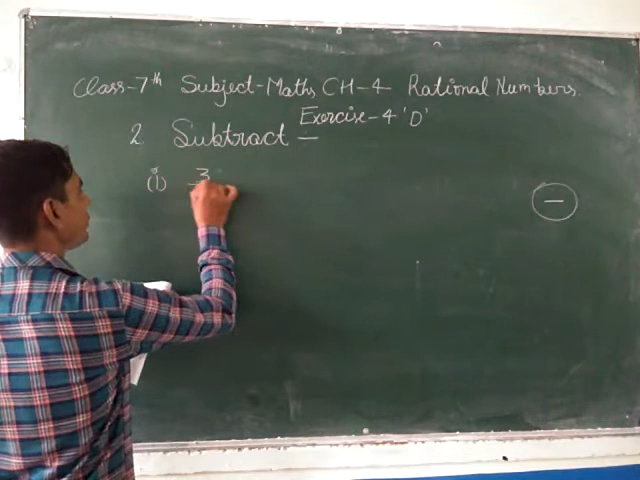 Class-7th Subject-Maths CH-4 Rational Numbers.
Exercise-4 'D'
2. Subtract —
(i) 3
—